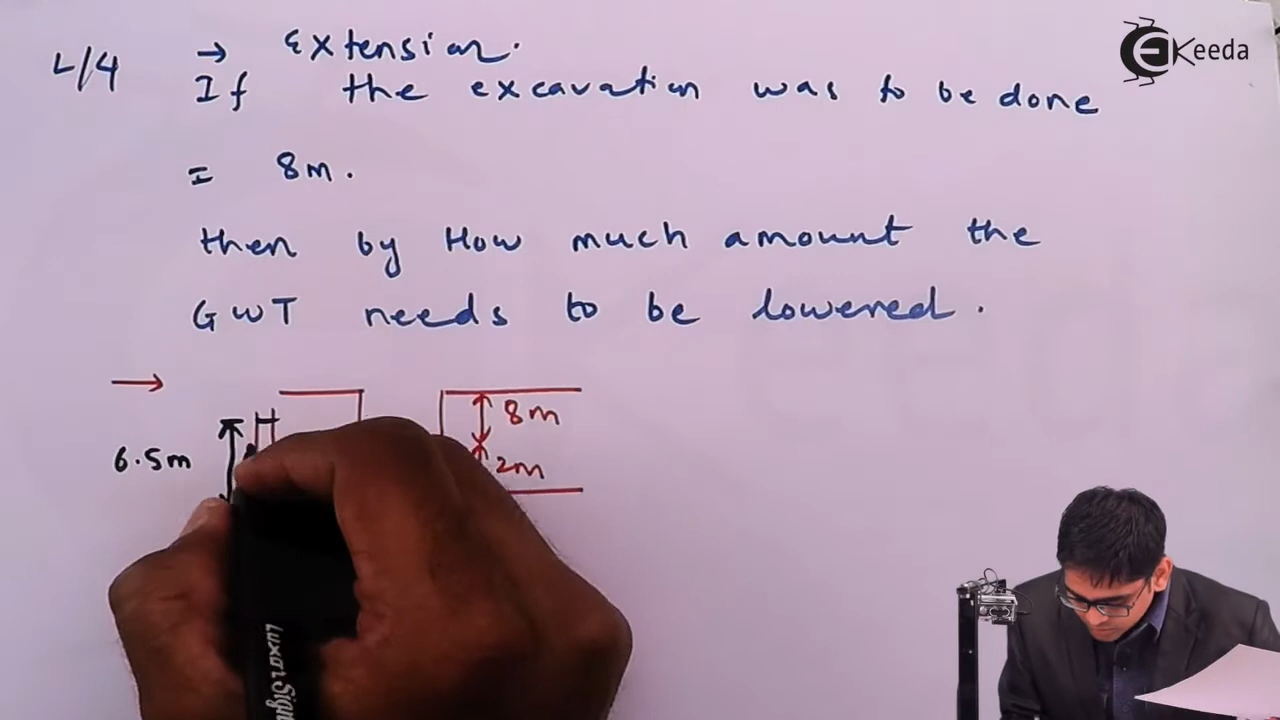 L/4 → Extension.
If the excavation was to be done
= 8m.
then by How much amount the
GWT needs to be lowered.
→
8m
6.5m
2m
EKeeda
Luxor